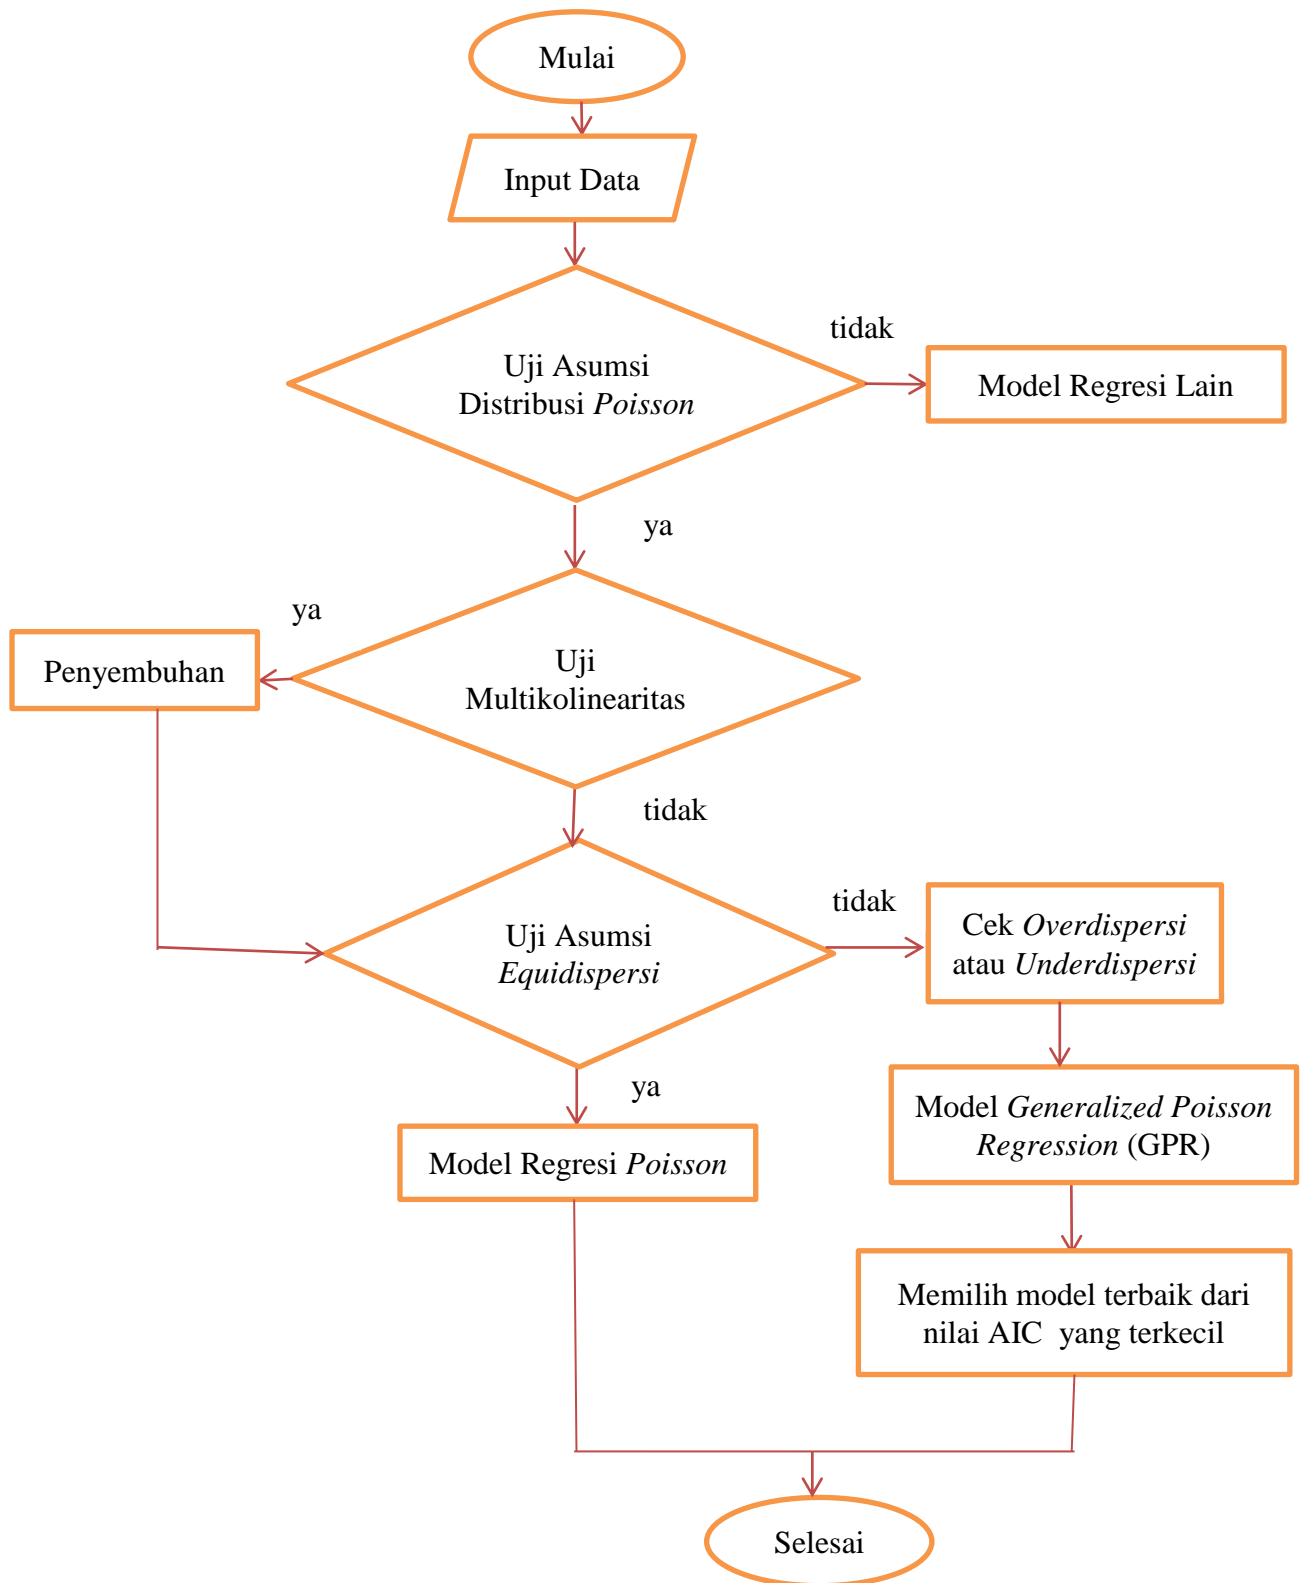 Mulai
Input Data
tidak
Uji Asumsi
Distribusi Poisson
Model Regresi Lain
ya
ya
Penyembuhan
Uji
Multikolinearitas
tidak
tidak
Uji Asumsi
Equidispersi
Cek Overdispersi
atau Underdispersi
ya
Model Regresi Poisson
Model Generalized Poisson
Regression (GPR)
Memilih model terbaik dari
nilai AIC yang terkecil
Selesai